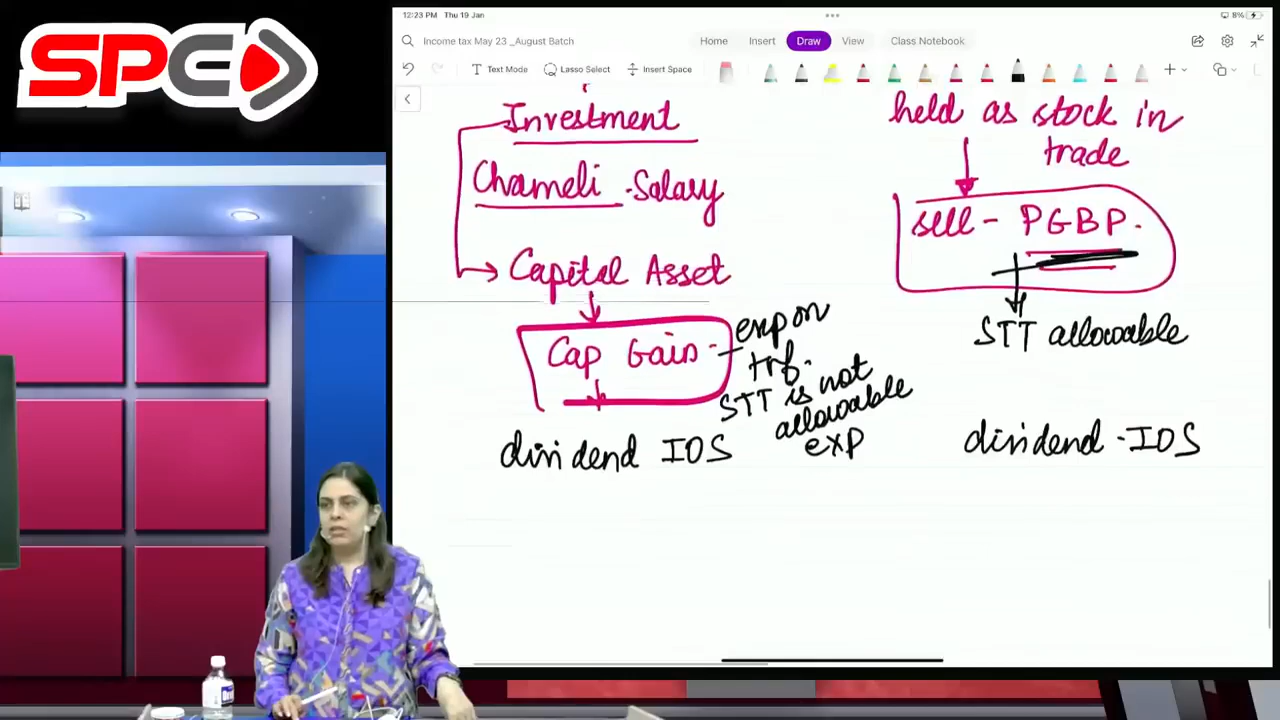 SPC
12:23 PM Thu 19 Jan
8%
Income tax May 23 _August Batch
Home Insert Draw View Class Notebook
Text Mode Lasso Select Insert Space
Investment
Chameli - Salary
Capital Asset
Cap Gain -
exp on
trf.
STT is not
allowable
exp
dividend IOS
held as stock in
trade
sell - PGBP.
STT allowable
dividend - IOS